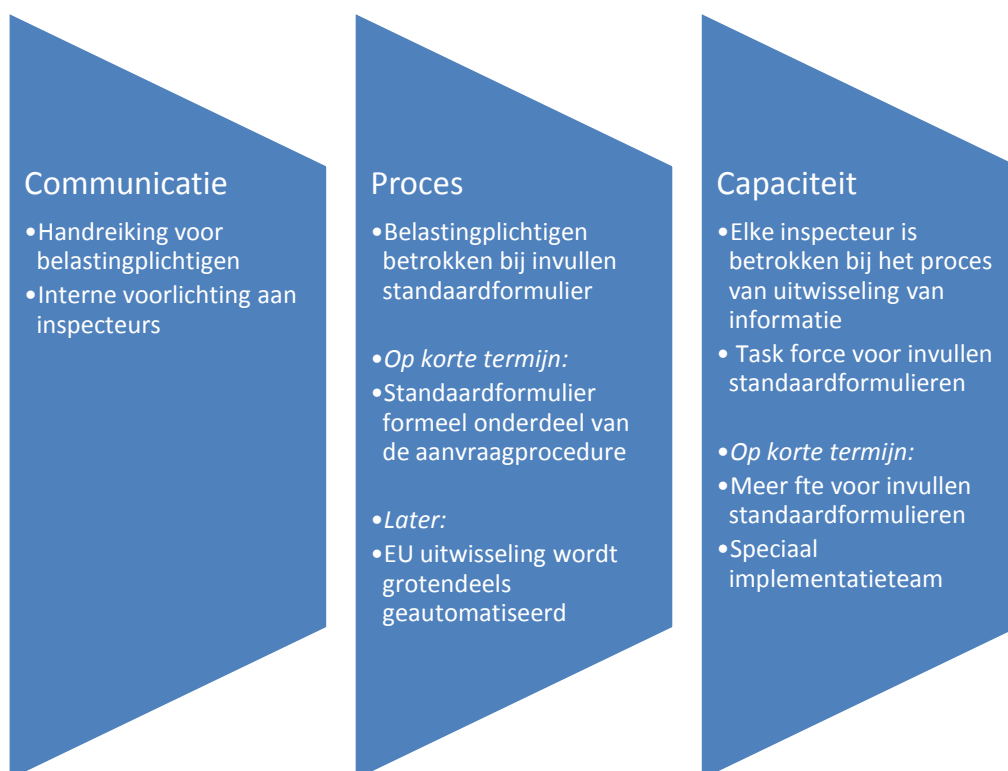 Communicatie
•Handreiking voor
belastingplichtigen
•Interne voorlichting aan
inspecteurs
Proces
•Belastingplichtigen
betrokken bij invullen
standaardformulier
•Op korte termijn:
•Standaardformulier
formeel onderdeel van
de aanvraagprocedure
•Later:
•EU uitwisseling wordt
grotendeels
geautomatiseerd
Capaciteit
•Elke inspecteur is
betrokken bij het proces
van uitwisseling van
informatie
• Task force voor invullen
standaardformulieren
•Op korte termijn:
•Meer fte voor invullen
standaardformulieren
•Speciaal
implementatieteam